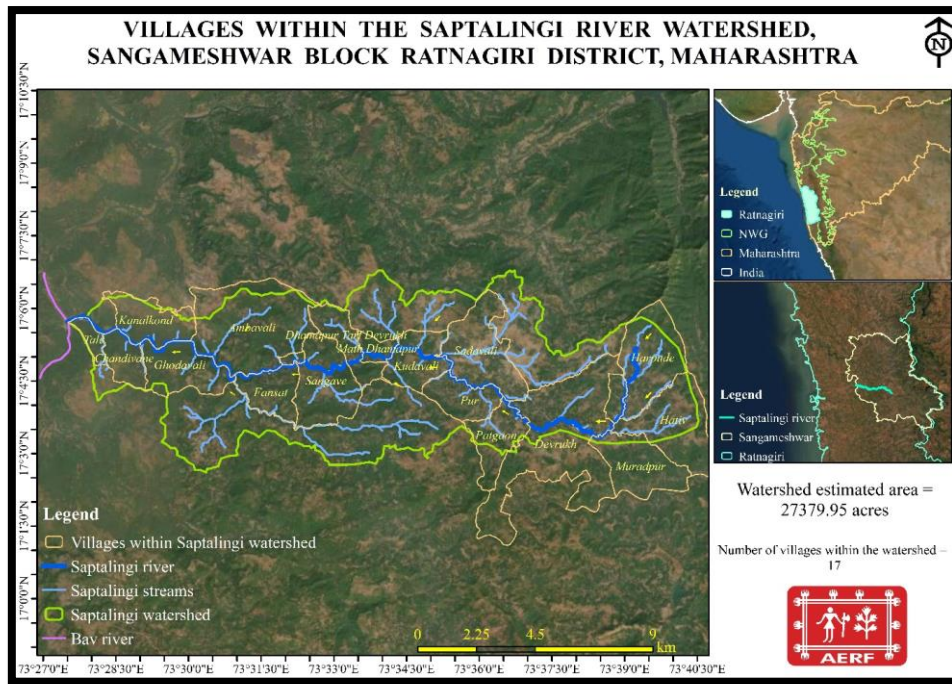 VILLAGES WITHIN THE SAPTALINGI RIVER WATERSHED,
SANGAMESHWAR BLOCK RATNAGIRI DISTRICT, MAHARASHTRA
N
17°10'30"N
17°9'0"N
17°7'30"N
17°6'0"N
17°4'30"N
17°3'0"N
17°1'30"N
17°0'0"N
Kanalkond
Tale
Chandivane
Ghodavali
Ambavali
Fansat
Dhamapur Tarf Devrukh
Math Dhamapur
Sangave
Kudavali
Sadavali
Pur
Patgaon
Devrukh
Harpude
Hativ
Muradpur
Legend
Villages within Saptalingi watershed
Saptalingi river
Saptalingi streams
Saptalingi watershed
Bav river
0 2.25 4.5 9
km
73°27'0"E 73°28'30"E 73°30'0"E 73°31'30"E 73°33'0"E 73°34'30"E 73°36'0"E 73°37'30"E 73°39'0"E 73°40'30"E
Legend
Ratnagiri
NWG
Maharashtra
India
Legend
Saptalingi river
Sangameshwar
Ratnagiri
Watershed estimated area =
27379.95 acres
Number of villages within the watershed =
17
AERF